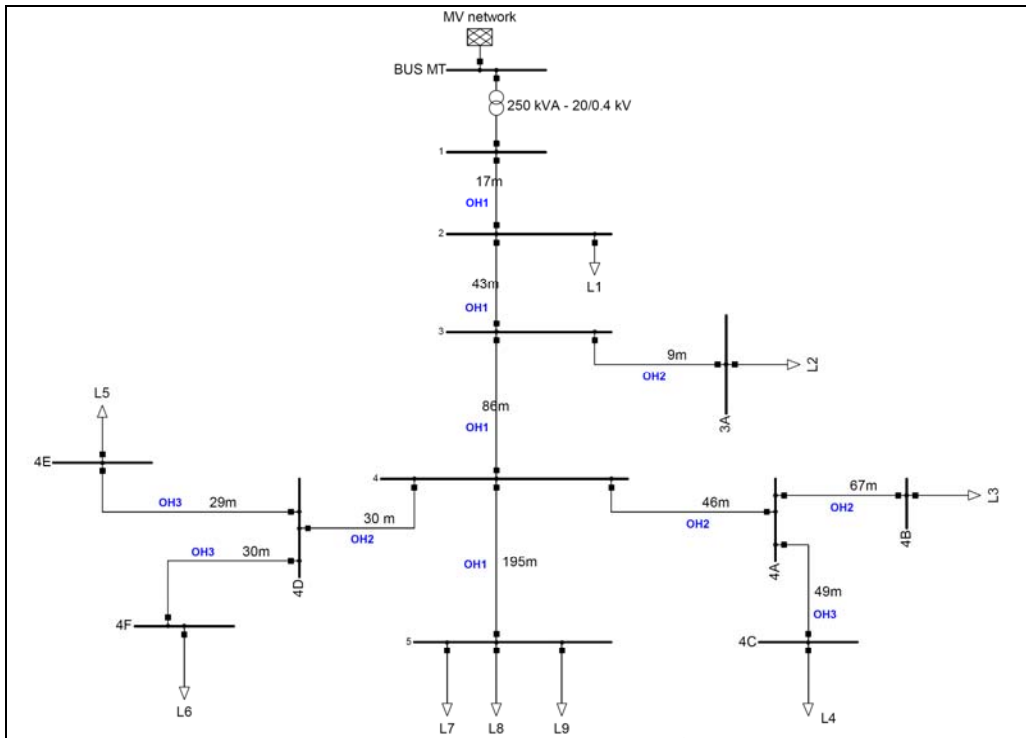 MV network
BUS MT
250 kVA - 20/0.4 kV
1
17m
OH1
2
43m
L1
OH1
3
9m
L2
OH2
3A
86m
OH1
L5
4E
4
29m
OH3
46m
67m
L3
OH2
OH2
4B
30 m
OH2
4A
OH3
30m
4D
OH1
195m
49m
OH3
4F
5
4C
L6
L7
L8
L9
L4